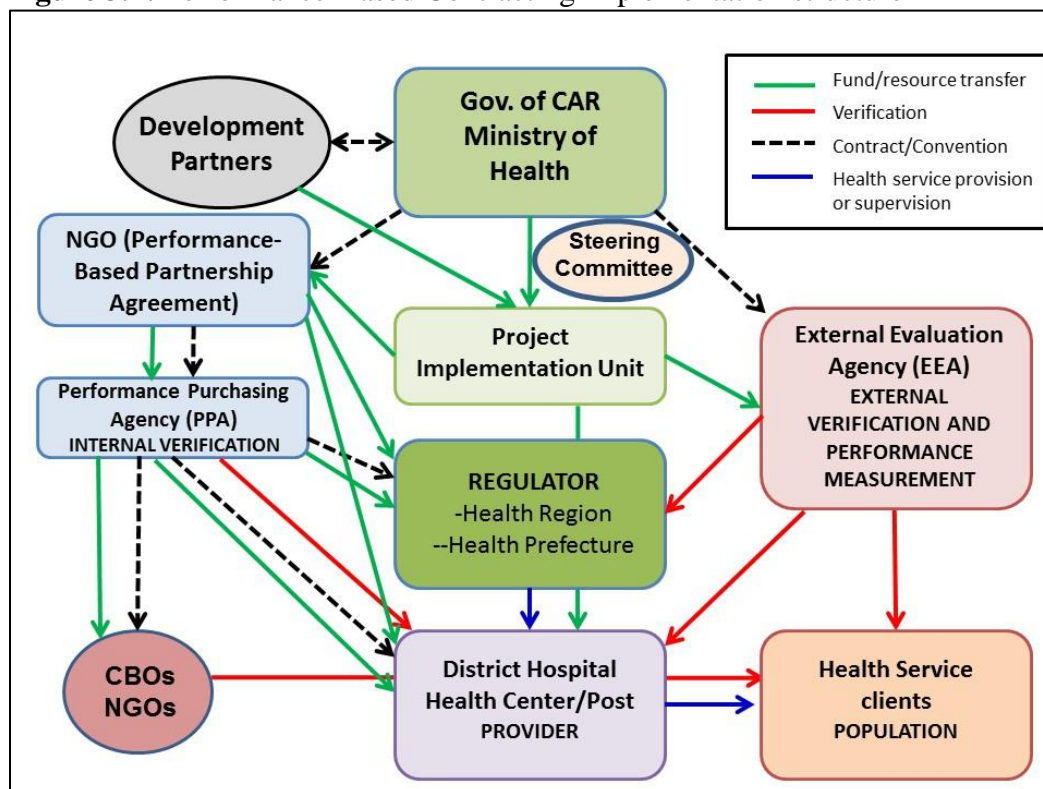 Gov. of CAR
Ministry of
Health
Development
Partners
Fund/resource transfer
Verification
Contract/Convention
Health service provision
or supervision
NGO (Performance-
Based Partnership
Agreement)
Steering
Committee
Project
Implementation Unit
External Evaluation
Agency (EEA)
EXTERNAL
VERIFICATION AND
PERFORMANCE
MEASUREMENT
Performance Purchasing
Agency (PPA)
INTERNAL VERIFICATION
REGULATOR
-Health Region
--Health Prefecture
CBOs
NGOs
District Hospital
Health Center/Post
PROVIDER
Health Service
clients
POPULATION